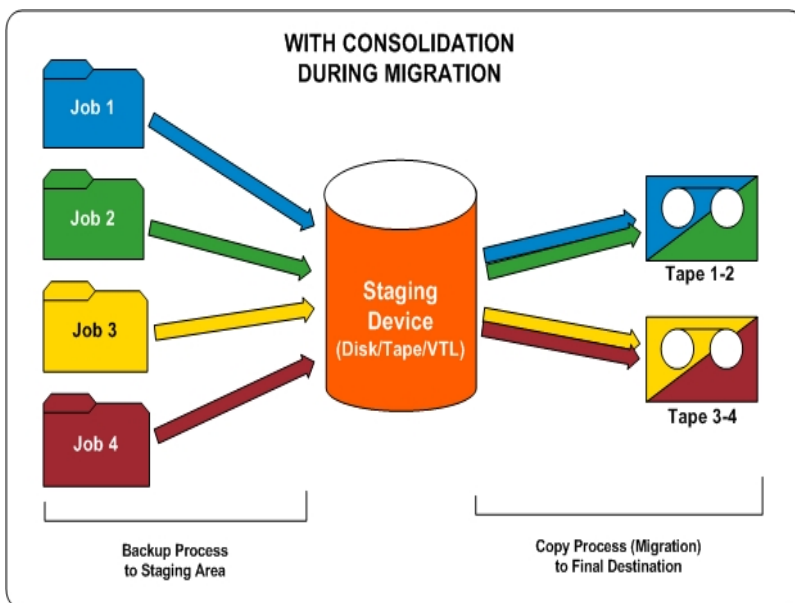 WITH CONSOLIDATION
DURING MIGRATION
Job 1
Job 2
Job 3
Job 4
Staging
Device
(Disk/Tape/VTL)
Tape 1-2
Tape 3-4
Backup Process
to Staging Area
Copy Process (Migration)
to Final Destination